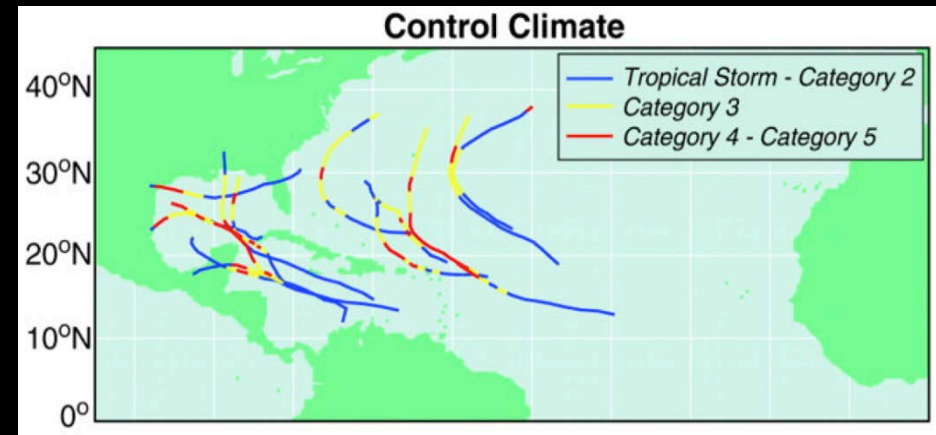 Control Climate
Tropical Storm - Category 2
Category 3
Category 4 - Category 5
40°N
30°N
20°N
10°N
0°